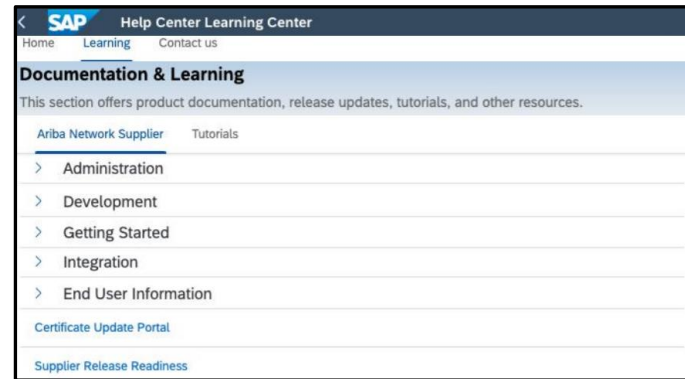 SAP Help Center Learning Center
Home Learning Contact us
Documentation & Learning
This section offers product documentation, release updates, tutorials, and other resources.
Ariba Network Supplier Tutorials
Administration
Development
Getting Started
Integration
End User Information
Certificate Update Portal
Supplier Release Readiness